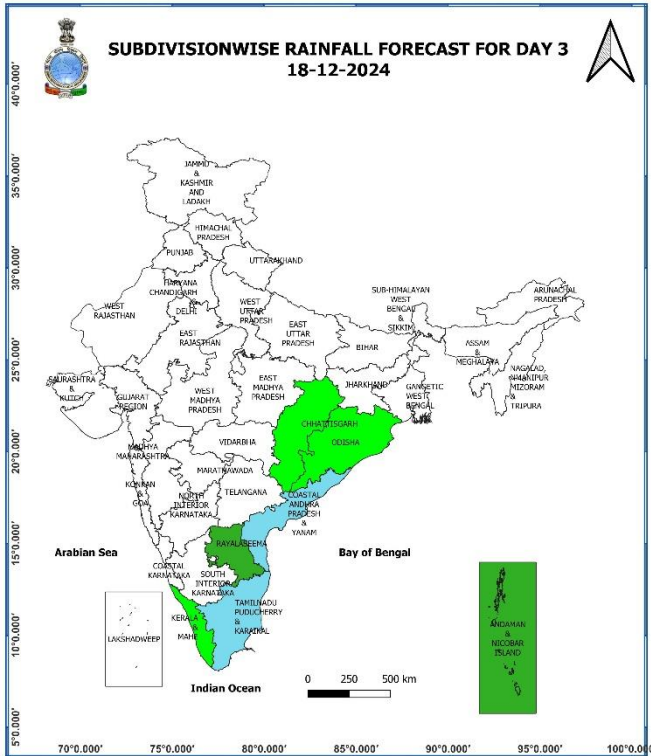 SUBDIVISIONWISE RAINFALL FORECAST FOR DAY 3
18-12-2024
40°0.000'
35°0.000'
30°0.000'
25°0.000'
20°0.000'
15°0.000'
10°0.000'
5°0.000'
JAMMU
&
KASHMIR
AND
LADAKH
HIMACHAL
PRADESH
PUNJAB
UTTARAKHAND
HARYANA
CHANDIGARH
&
DELHI
WEST
RAJASTHAN
WEST
UTTAR
PRADESH
SUB-HIMALAYAN
WEST
BENGAL
&
SIKKIM
ARUNACHAL
PRADESH
EAST
RAJASTHAN
EAST
UTTAR
PRADESH
BIHAR
ASSAM
&
MEGHALAYA
NAGALAD,
MANIPUR
MIZORAM
&
TRIPURA
SAURASHTRA
&
KUTCH
GUJARAT
REGION
WEST
MADHYA
PRADESH
EAST
MADHYA
PRADESH
JHARKHAND
GANGETIC
WEST
BENGAL
CHHATTISGARH
ODISHA
VIDARBHA
MADHYA
MAHARASHTRA
MARATHWADA
KONKAN
&
GOA
TELANGANA
NORTH
INTERIOR
KARNATAKA
COASTAL
ANDHRA
PRADESH
&
YANAM
RAYALASEEMA
Arabian Sea
Bay of Bengal
COASTAL
KARNATAKA
SOUTH
INTERIOR
KARNATAKA
TAMILNADU
PUDUCHERRY
&
KARAIKAL
KERALA
&
MAHE
LAKSHADWEEP
ANDAMAN
&
NICOBAR
ISLAND
Indian Ocean
0 250 500 km
70°0.000' 75°0.000' 80°0.000' 85°0.000' 90°0.000' 95°0.000' 100°0.000'